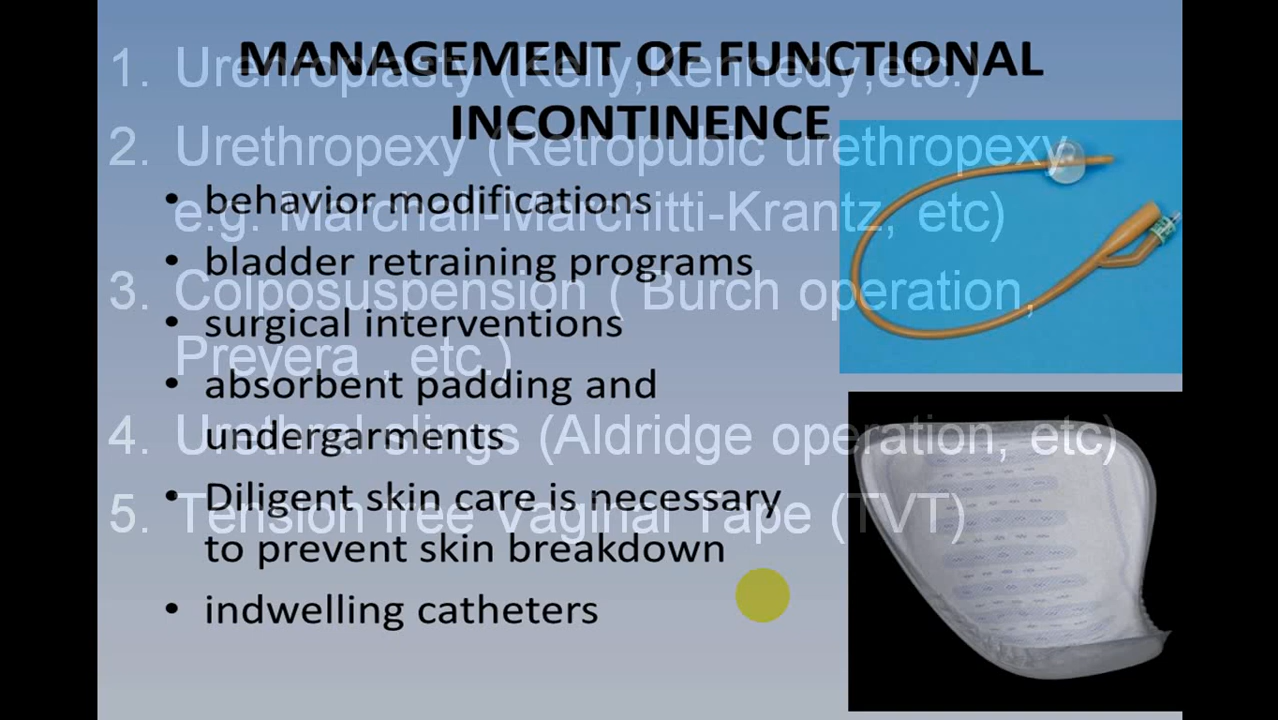 MANAGEMENT OF FUNCTIONAL
INCONTINENCE
• behavior modifications
• bladder retraining programs
• surgical interventions
• absorbent padding and
undergarments
• Diligent skin care is necessary
to prevent skin breakdown
• indwelling catheters
1. Urethroplasty (Kelly,Kennedy,etc.)
2. Urethropexy (Retropubic urethropexy
e.g. Marchall-Marchitti-Krantz, etc)
3. Colposuspension ( Burch operation,
Preyera , etc.)
4. Urethral slings (Aldridge operation, etc)
5. Tension free Vaginal Tape (TVT)